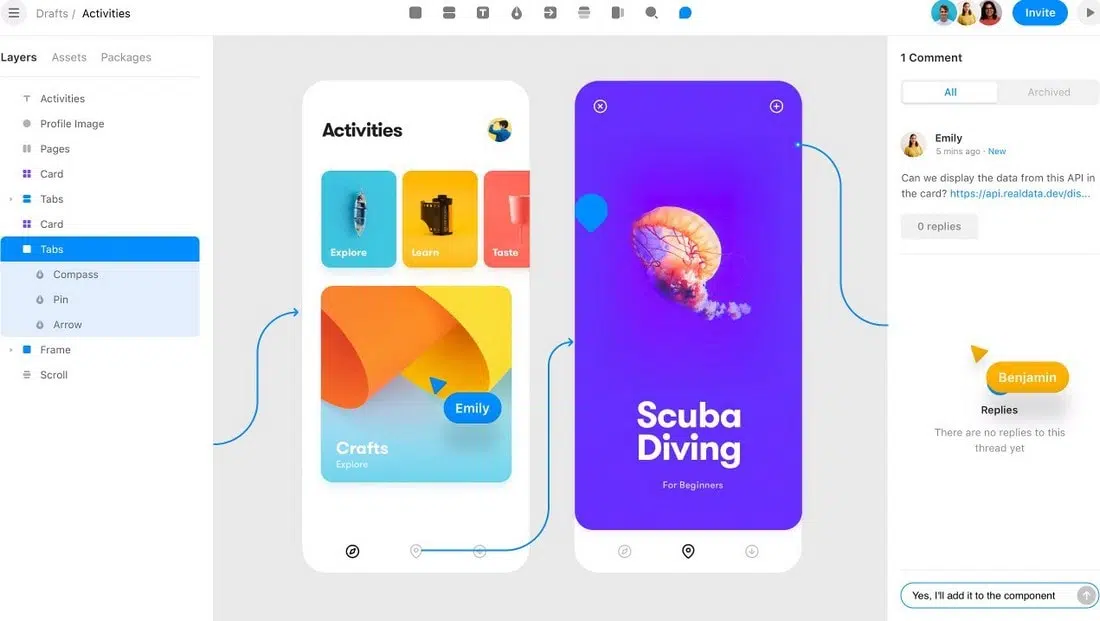 Drafts / Activities
Invite
Layers Assets Packages
Activities
Profile Image
Pages
Card
Tabs
Card
Tabs
Compass
Pin
Arrow
Frame
Scroll
Activities
Explore
Learn
Taste
Emily
Crafts
Explore
Scuba
Diving
For Beginners
1 Comment
All Archived
Emily
5 mins ago · New
Can we display the data from this API in
the card? https://api.realdata.dev/dis...
0 replies
Benjamin
Replies
There are no replies to this
thread yet
Yes, I'll add it to the component